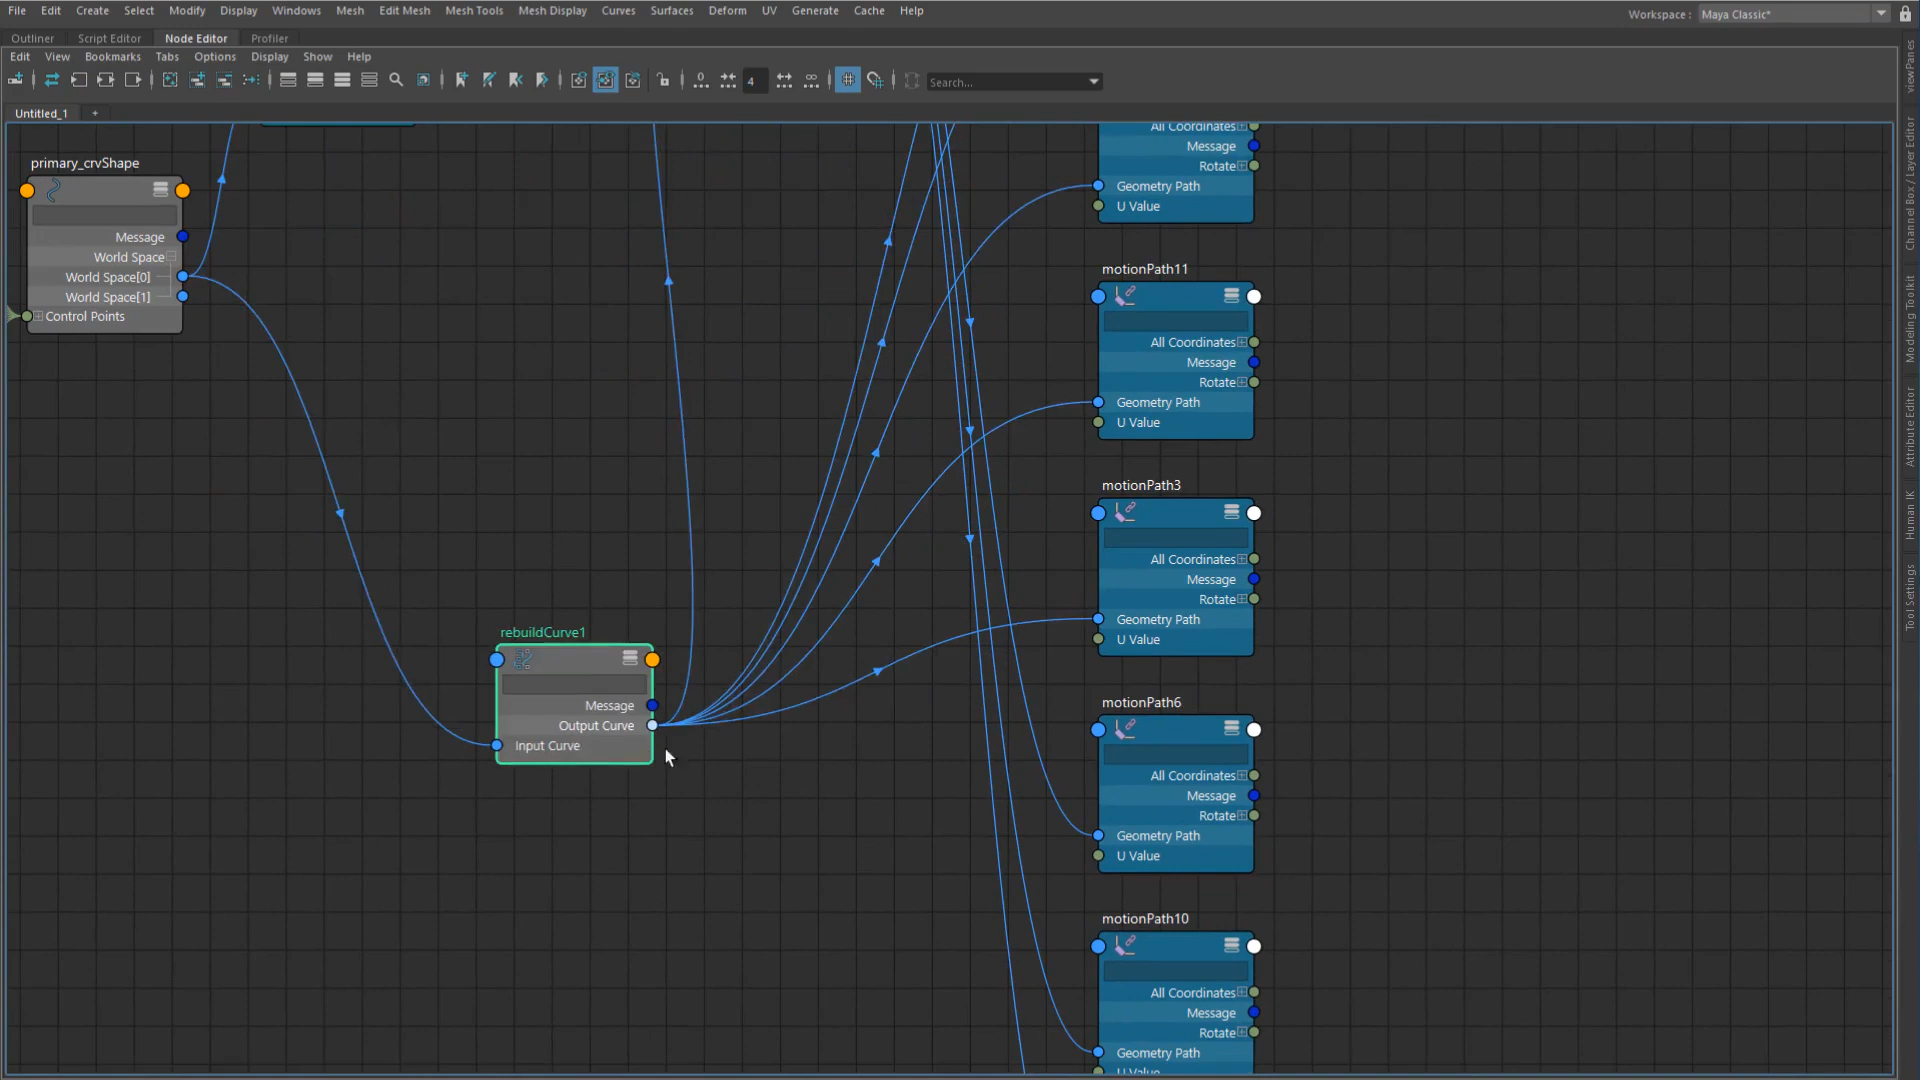 File Edit Create Select Modify Display Windows Mesh Edit Mesh Mesh Tools Mesh Display Curves Surfaces Deform UV Generate Cache Help
Workspace : Maya Classic*
Outliner Script Editor Node Editor Profiler
Edit View Bookmarks Tabs Options Display Show Help
0 4 ∞ Search...
Untitled_1 +
primary_crvShape
Message
World Space
World Space[0]
World Space[1]
Control Points
rebuildCurve1
Message
Output Curve
Input Curve
All Coordinates
Message
Rotate
Geometry Path
U Value
motionPath11
All Coordinates
Message
Rotate
Geometry Path
U Value
motionPath3
All Coordinates
Message
Rotate
Geometry Path
U Value
motionPath6
All Coordinates
Message
Rotate
Geometry Path
U Value
motionPath10
All Coordinates
Message
Rotate
Geometry Path
U Value
viewPanes
Channel Box / Layer Editor
Modeling Toolkit
Attribute Editor
Human IK
Tool Settings